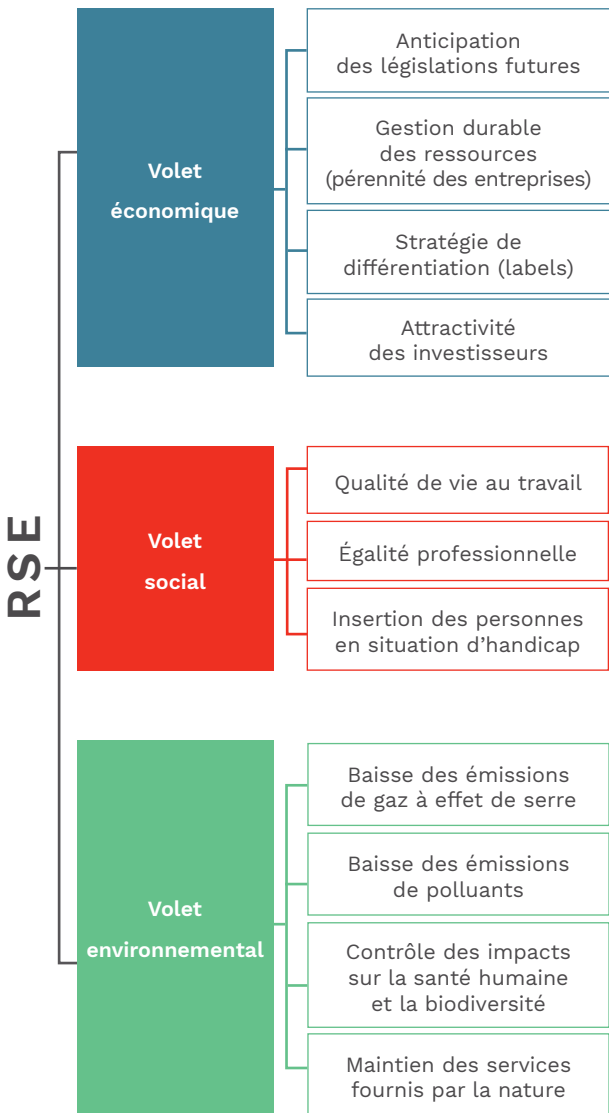 RSE
Volet
économique
Anticipation
des législations futures
Gestion durable
des ressources
(pérennité des entreprises)
Stratégie de
différentiation (labels)
Attractivité
des investisseurs
Volet
social
Qualité de vie au travail
Égalité professionnelle
Insertion des personnes
en situation d’handicap
Volet
environnemental
Baisse des émissions
de gaz à effet de serre
Baisse des émissions
de polluants
Contrôle des impacts
sur la santé humaine
et la biodiversité
Maintien des services
fournis par la nature